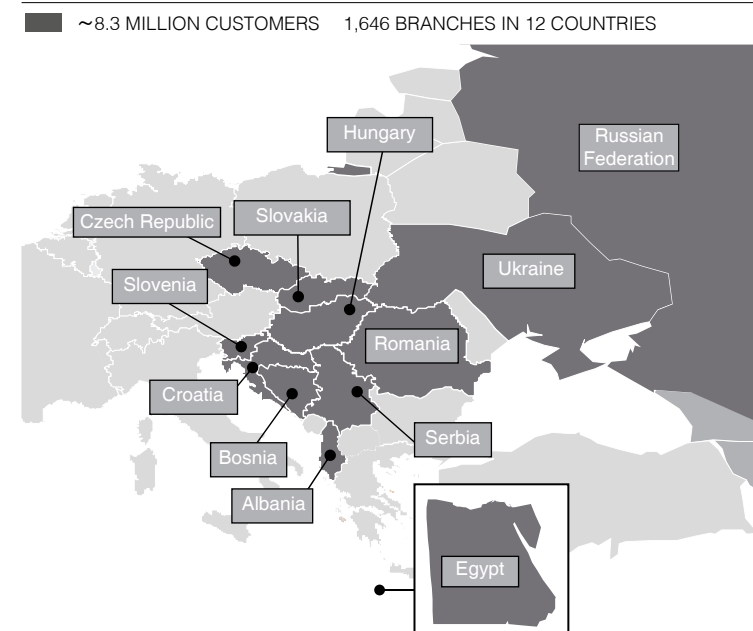 ~8.3 MILLION CUSTOMERS 1,646 BRANCHES IN 12 COUNTRIES
Hungary
Russian
Federation
Czech Republic
Slovakia
Ukraine
Slovenia
Romania
Croatia
Serbia
Bosnia
Albania
Egypt